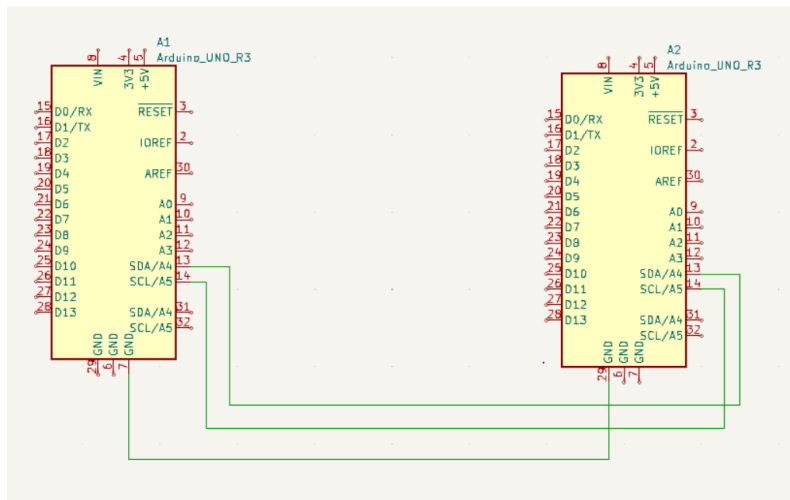 A1
Arduino_UNO_R3
8
4
5
VIN
3V3
+5V
15 D0/RX
RESET 3
16 D1/TX
17 D2
IOREF 2
18 D3
19 D4
AREF 30
20 D5
21 D6
A0 9
22 D7
A1 10
23 D8
A2 11
24 D9
A3 12
25 D10
SDA/A4 13
26 D11
SCL/A5 14
27 D12
28 D13
SDA/A4 31
SCL/A5 32
GND
GND
GND
29
6
7
A2
Arduino_UNO_R3
8
4
5
VIN
3V3
+5V
15 D0/RX
RESET 3
16 D1/TX
17 D2
IOREF 2
18 D3
19 D4
AREF 30
20 D5
21 D6
A0 9
22 D7
A1 10
23 D8
A2 11
24 D9
A3 12
25 D10
SDA/A4 13
26 D11
SCL/A5 14
27 D12
28 D13
SDA/A4 31
SCL/A5 32
GND
GND
GND
29
6
7